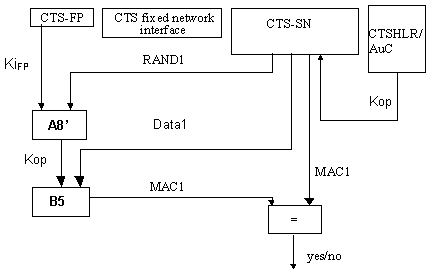 CTS-FP
CTS fixed network
interface
CTS-SN
CTSHLR/
AuC
RAND1
KiFP
Kop
A8’
Data1
Kop
MAC1
MAC1
B5
=
yes/no